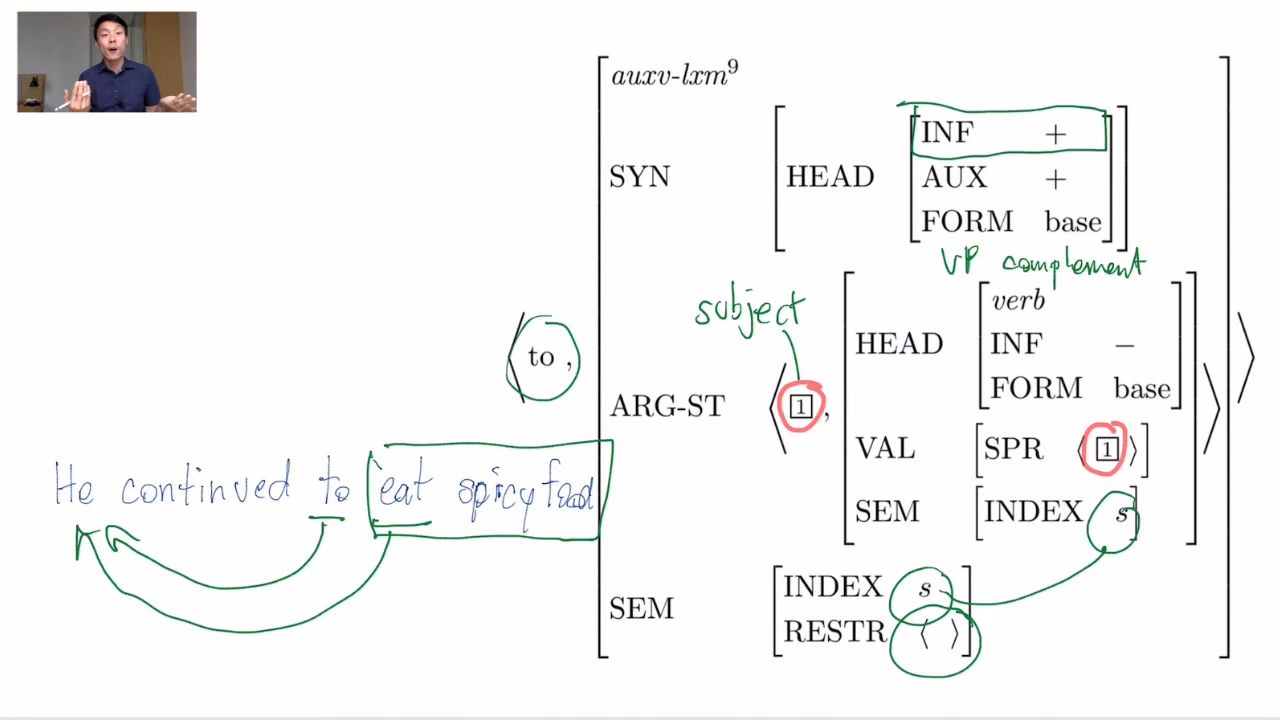 auxv-lxm⁹
INF +
SYN HEAD AUX +
FORM base
VP complement
subject
verb
⟨ to , HEAD INF −
FORM base
ARG-ST ⟨ 1 ,
VAL [SPR ⟨ 1 ⟩]
He continued to eat spicy food
SEM [INDEX s]
INDEX s
SEM
RESTR ⟨ ⟩